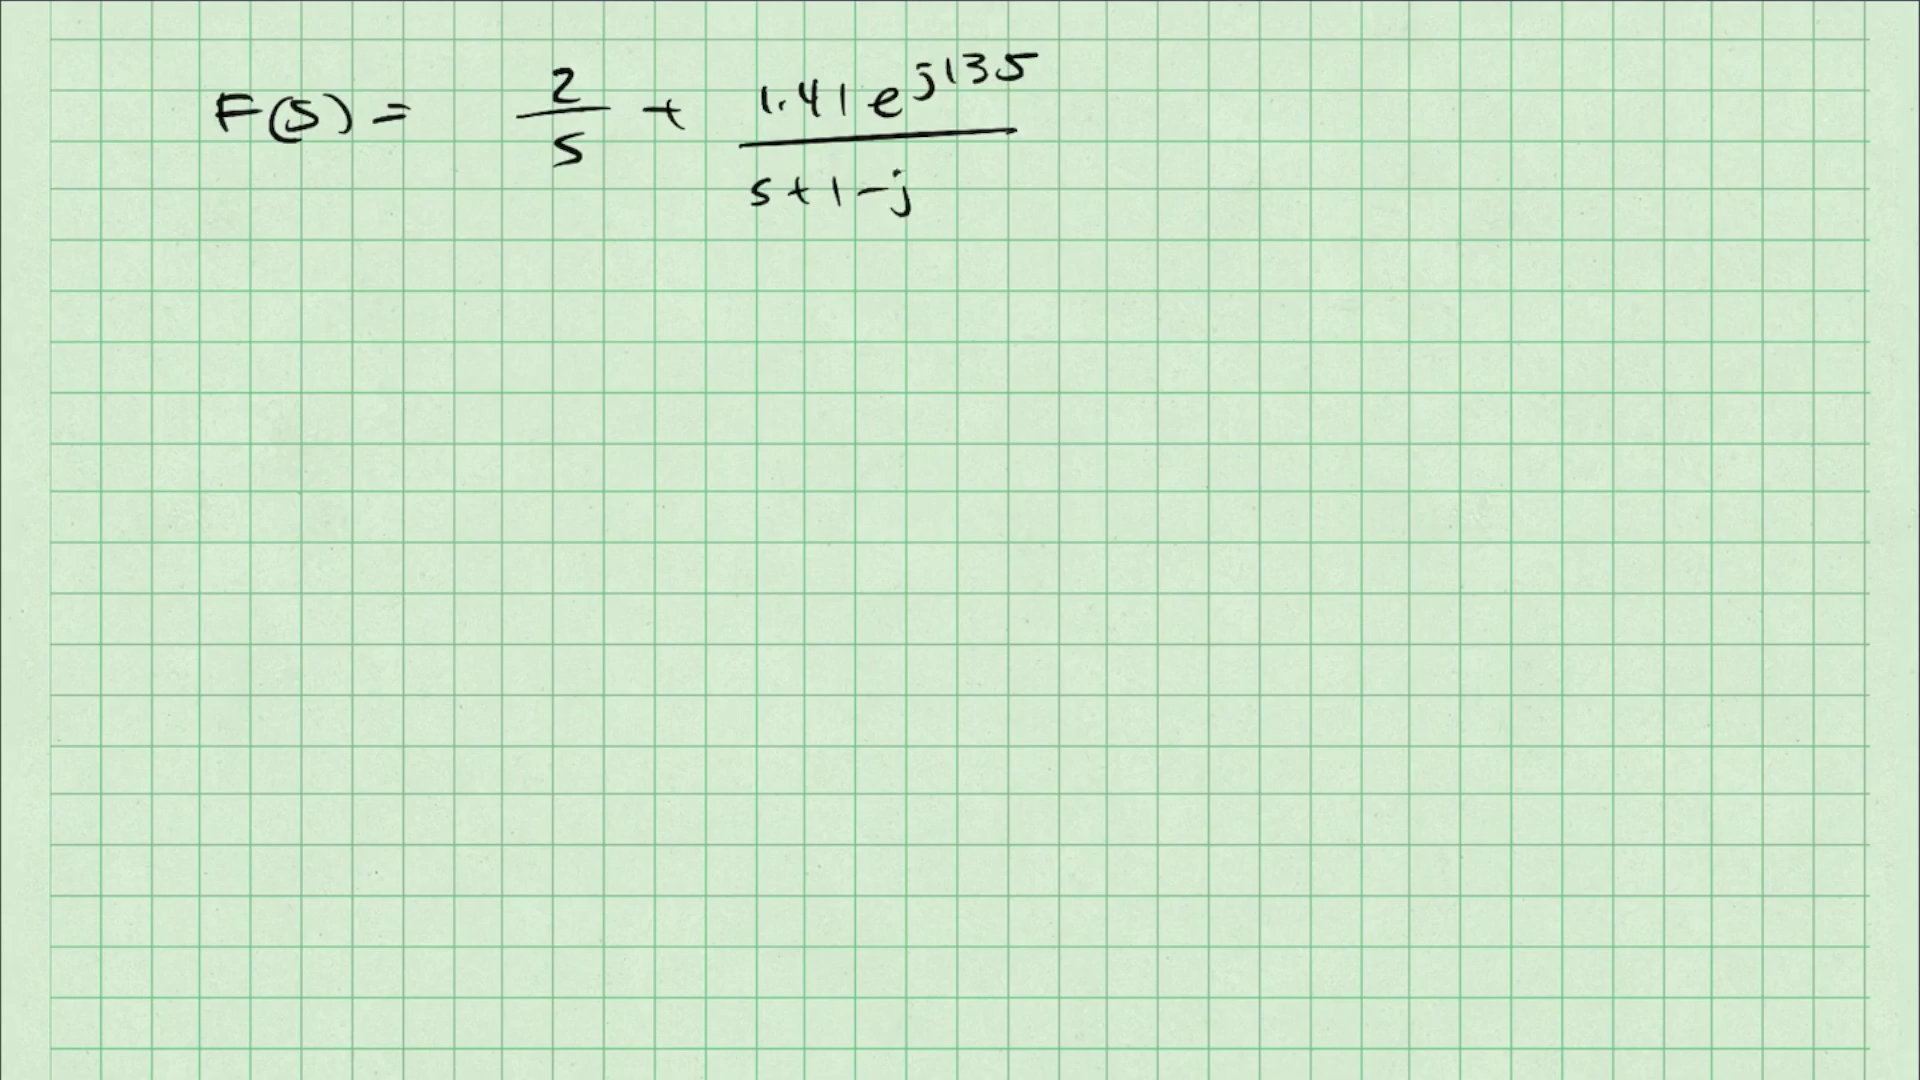 F(s) = 2/s + 1.41 e^{j135}/(s+1-j)